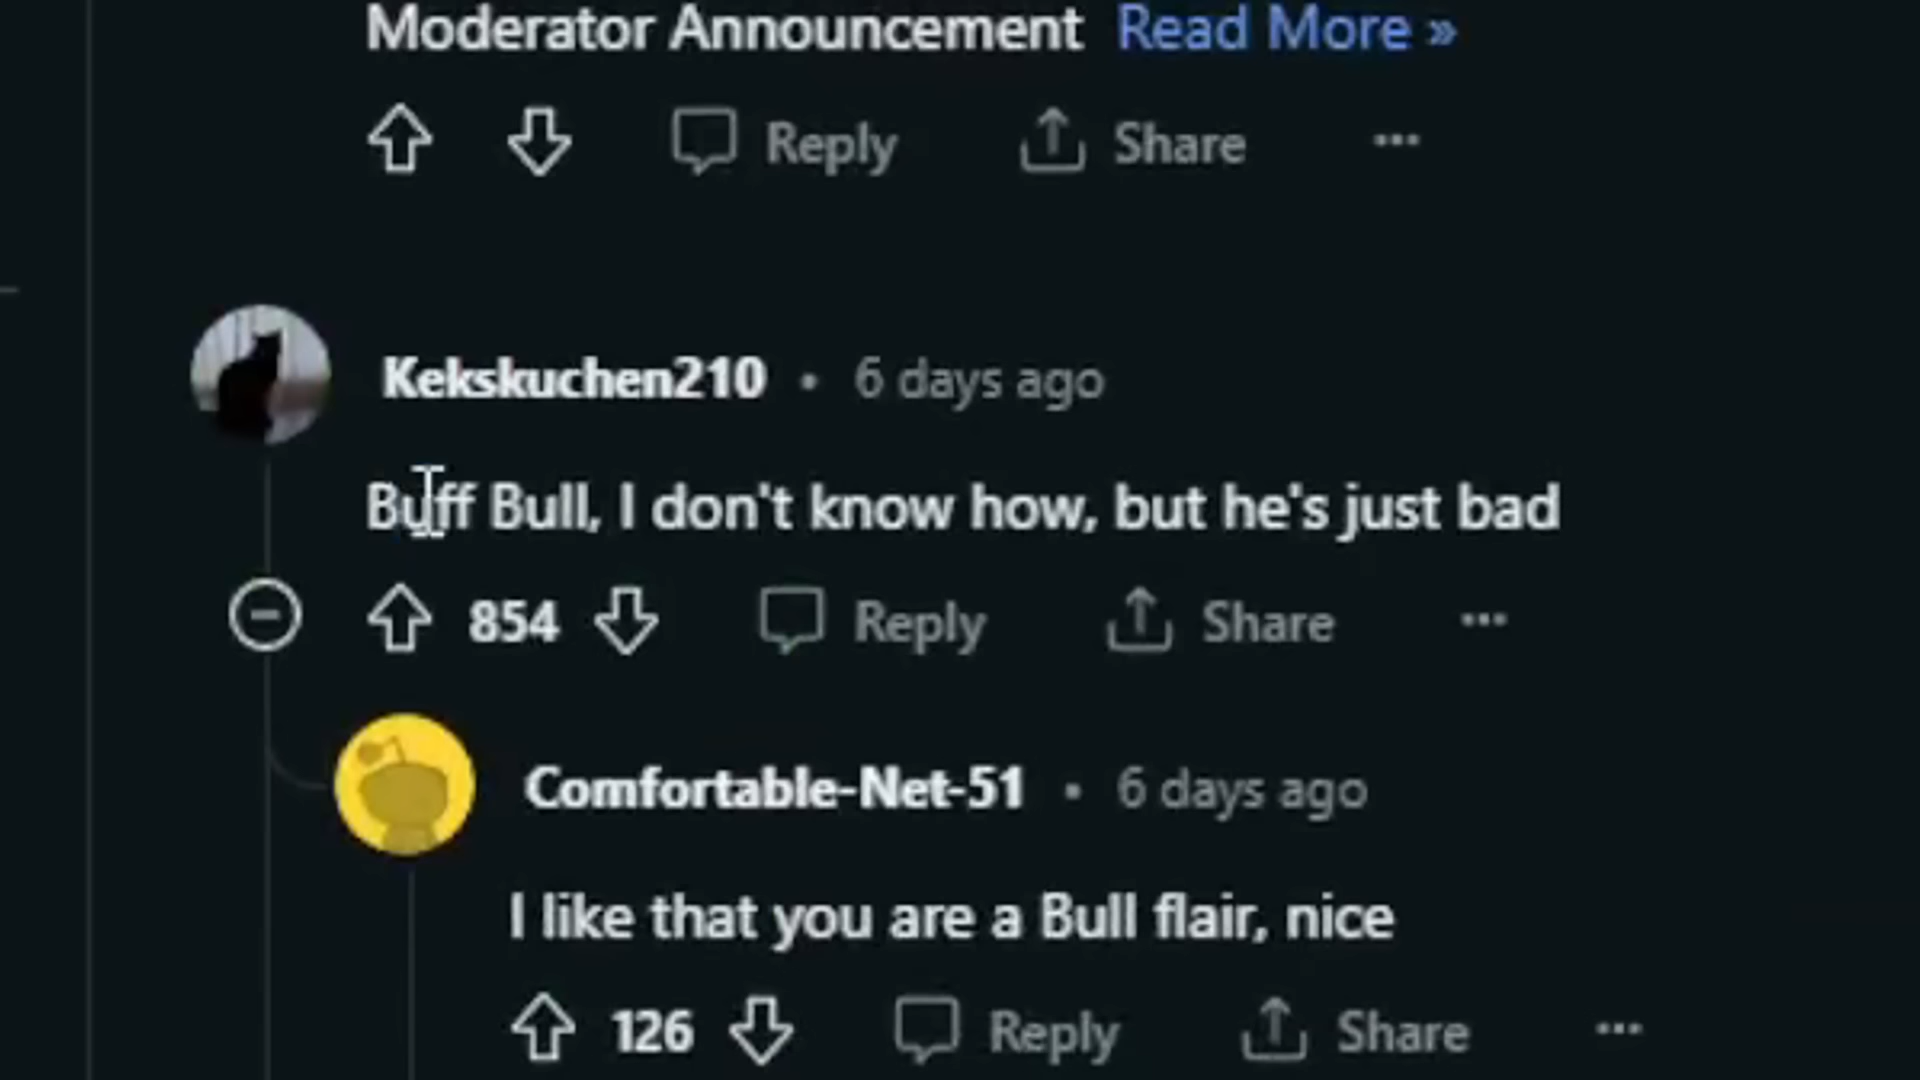 Moderator Announcement Read More »
Reply Share ...
Kekskuchen210 • 6 days ago
Buff Bull, I don't know how, but he's just bad
854 Reply Share ...
Comfortable-Net-51 • 6 days ago
I like that you are a Bull flair, nice
126 Reply Share ...